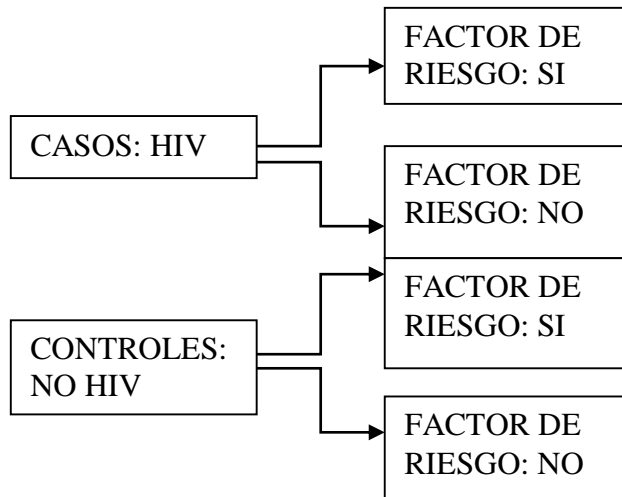 FACTOR DE
RIESGO: SI
CASOS: HIV
FACTOR DE
RIESGO: NO
FACTOR DE
RIESGO: SI
CONTROLES:
NO HIV
FACTOR DE
RIESGO: NO